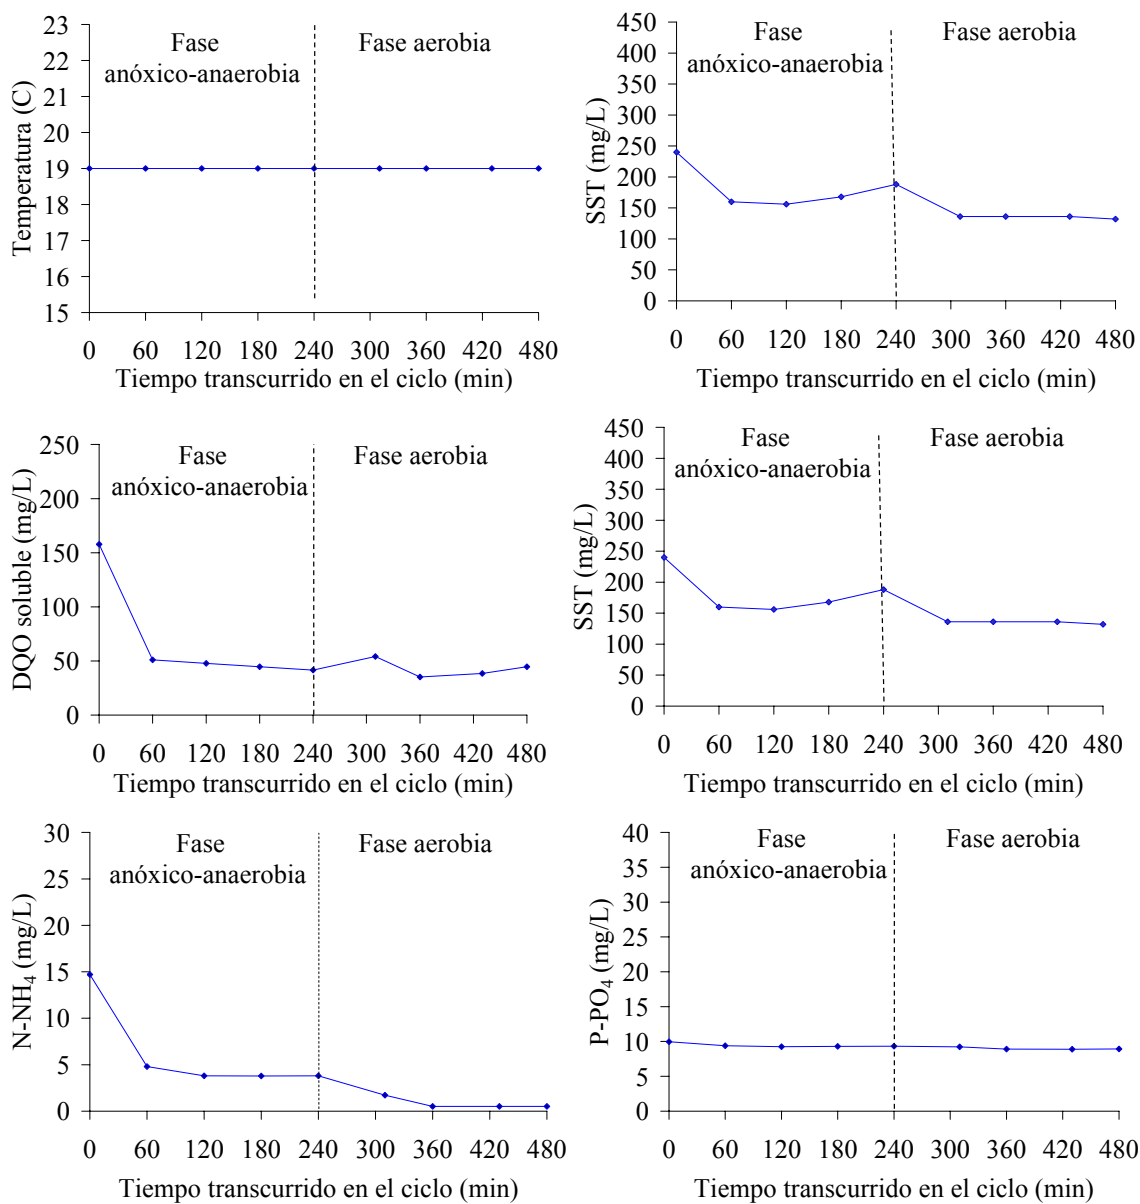 Temperatura (C)
23
22
21
20
19
18
17
16
15
Fase
anóxico-anaerobia
Fase aerobia
0 60 120 180 240 300 360 420 480
Tiempo transcurrido en el ciclo (min)
SST (mg/L)
450
400
350
300
250
200
150
100
50
0
Fase
anóxico-anaerobia
Fase aerobia
0 60 120 180 240 300 360 420 480
Tiempo transcurrido en el ciclo (min)
DQO soluble (mg/L)
250
200
150
100
50
0
Fase
anóxico-anaerobia
Fase aerobia
0 60 120 180 240 300 360 420 480
Tiempo transcurrido en el ciclo (min)
SST (mg/L)
450
400
350
300
250
200
150
100
50
0
Fase
anóxico-anaerobia
Fase aerobia
0 60 120 180 240 300 360 420 480
Tiempo transcurrido en el ciclo (min)
N-NH₄ (mg/L)
30
25
20
15
10
5
0
Fase
anóxico-anaerobia
Fase aerobia
0 60 120 180 240 300 360 420 480
Tiempo transcurrido en el ciclo (min)
P-PO₄ (mg/L)
40
35
30
25
20
15
10
5
0
Fase
anóxico-anaerobia
Fase aerobia
0 60 120 180 240 300 360 420 480
Tiempo transcurrido en el ciclo (min)